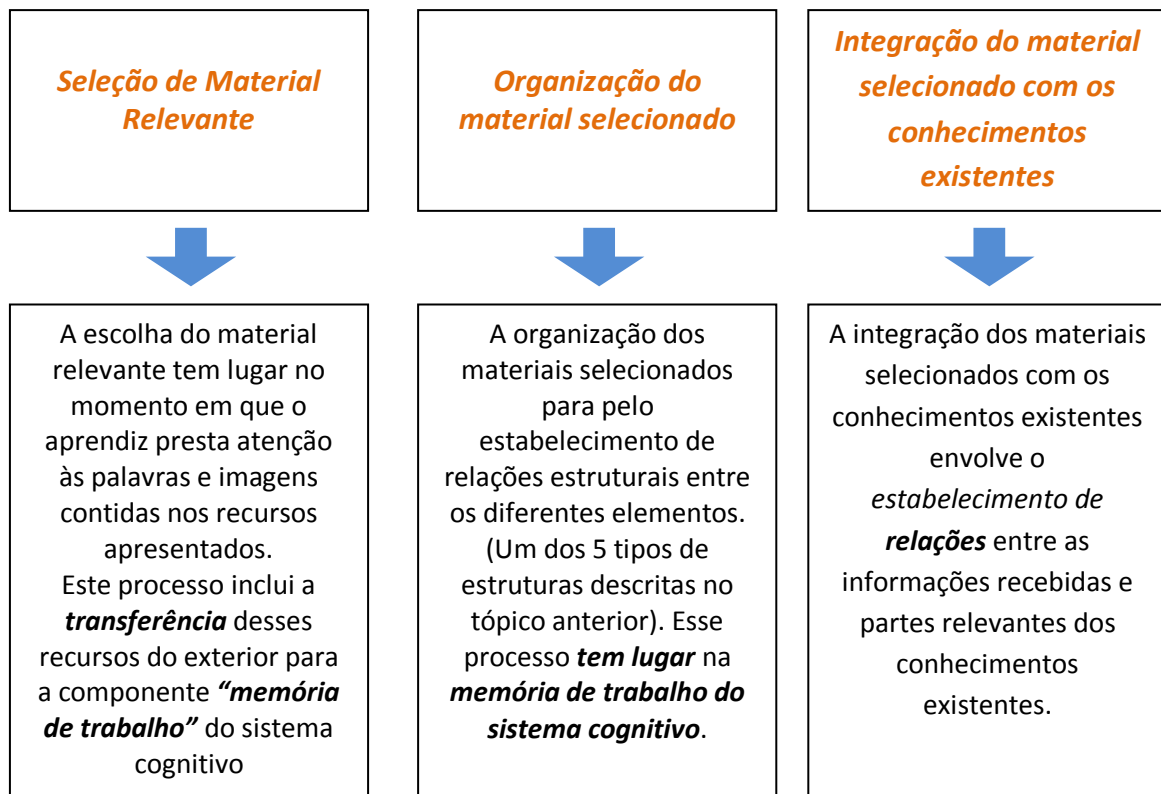 Seleção de Material
Relevante
Organização do
material selecionado
Integração do material
selecionado com os
conhecimentos
existentes
A escolha do material
relevante tem lugar no
momento em que o
aprendiz presta atenção
às palavras e imagens
contidas nos recursos
apresentados.
Este processo inclui a
transferência desses
recursos do exterior para
a componente “memória
de trabalho” do sistema
cognitivo
A organização dos
materiais selecionados
para pelo
estabelecimento de
relações estruturais entre
os diferentes elementos.
(Um dos 5 tipos de
estruturas descritas no
tópico anterior). Esse
processo tem lugar na
memória de trabalho do
sistema cognitivo.
A integração dos materiais
selecionados com os
conhecimentos existentes
envolve o
estabelecimento de
relações entre as
informações recebidas e
partes relevantes dos
conhecimentos
existentes.